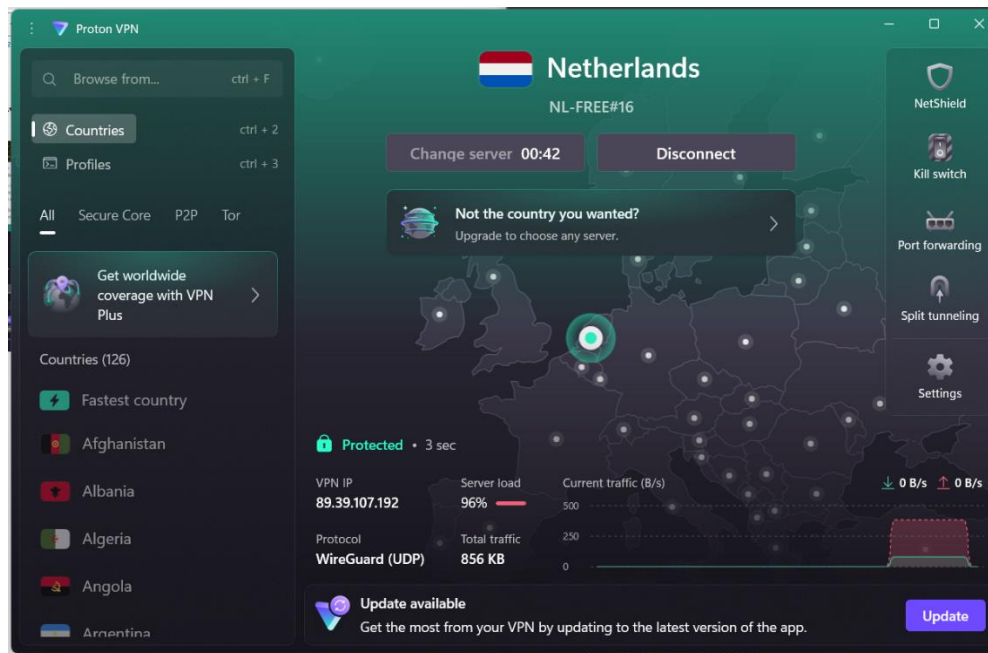 Proton VPN
Browse from... ctrl + F
Countries ctrl + 2
Profiles ctrl + 3
All Secure Core P2P Tor
Get worldwide
coverage with VPN
Plus
Countries (126)
Fastest country
Afghanistan
Albania
Algeria
Angola
Argentina
Netherlands
NL-FREE#16
Change server 00:42
Disconnect
Not the country you wanted?
Upgrade to choose any server.
Protected • 3 sec
VPN IP
89.39.107.192
Server load
96%
Protocol
WireGuard (UDP)
Total traffic
856 KB
Current traffic (B/s)
0 B/s 0 B/s
500
250
0
Update available
Get the most from your VPN by updating to the latest version of the app.
Update
NetShield
Kill switch
Port forwarding
Split tunneling
Settings